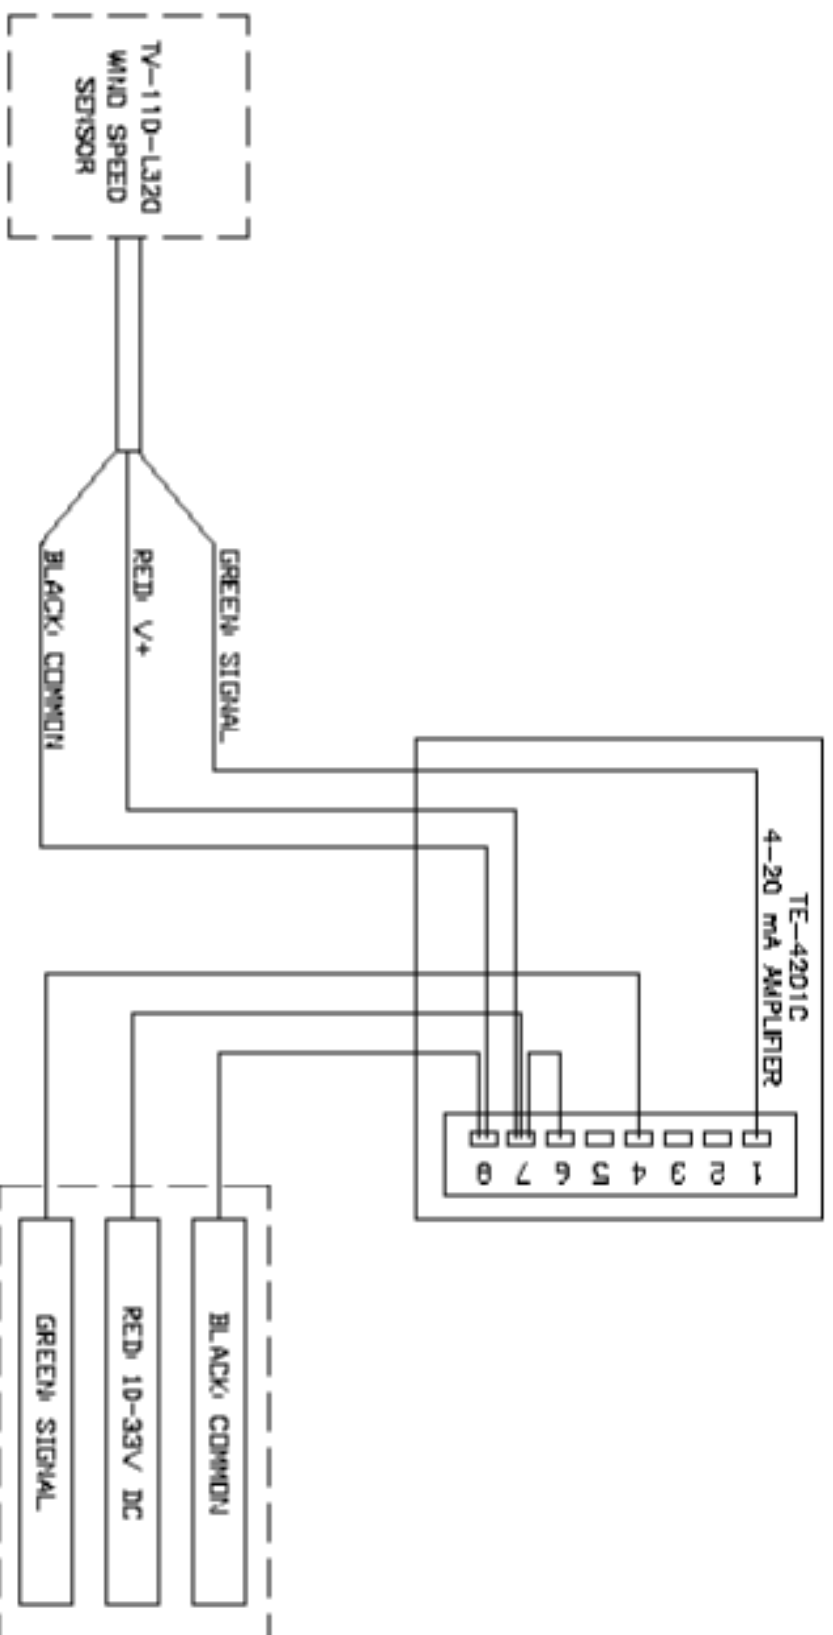 TV-110-L320
WIND SPEED
SENSOR
GREEN: SIGNAL
RED: V+
BLACK: COMMON
TE-4201C
4-20 mA AMPLIFIER
1
2
3
4
5
6
7
8
BLACK: COMMON
RED: 10-33V DC
GREEN: SIGNAL